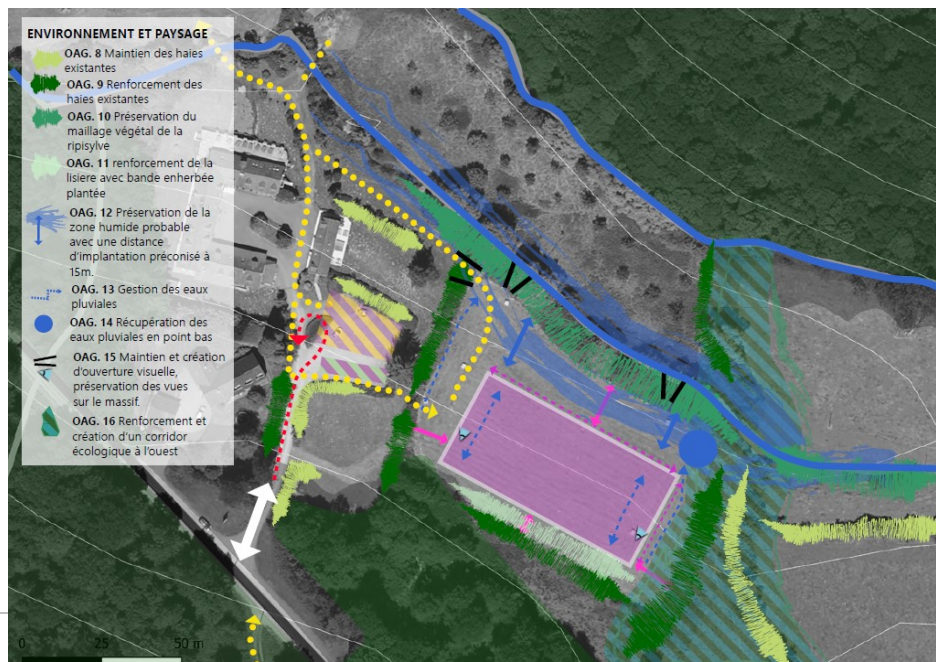 ENVIRONNEMENT ET PAYSAGE
OAG. 8 Maintien des haies
existantes
OAG. 9 Renforcement des
haies existantes
OAG. 10 Préservation du
maillage végétal de la
ripisylve
OAG. 11 renforcement de la
lisiere avec bande enherbée
plantée
OAG. 12 Préservation de la
zone humide probable
avec une distance
d'implantation préconisé à
15m.
OAG. 13 Gestion des eaux
pluviales
OAG. 14 Récupération des
eaux pluviales en point bas
OAG. 15 Maintien et création
d'ouverture visuelle,
préservation des vues
sur le massif.
OAG. 16 Renforcement et
création d'un corridor
écologique à l'ouest
0 25 50 m